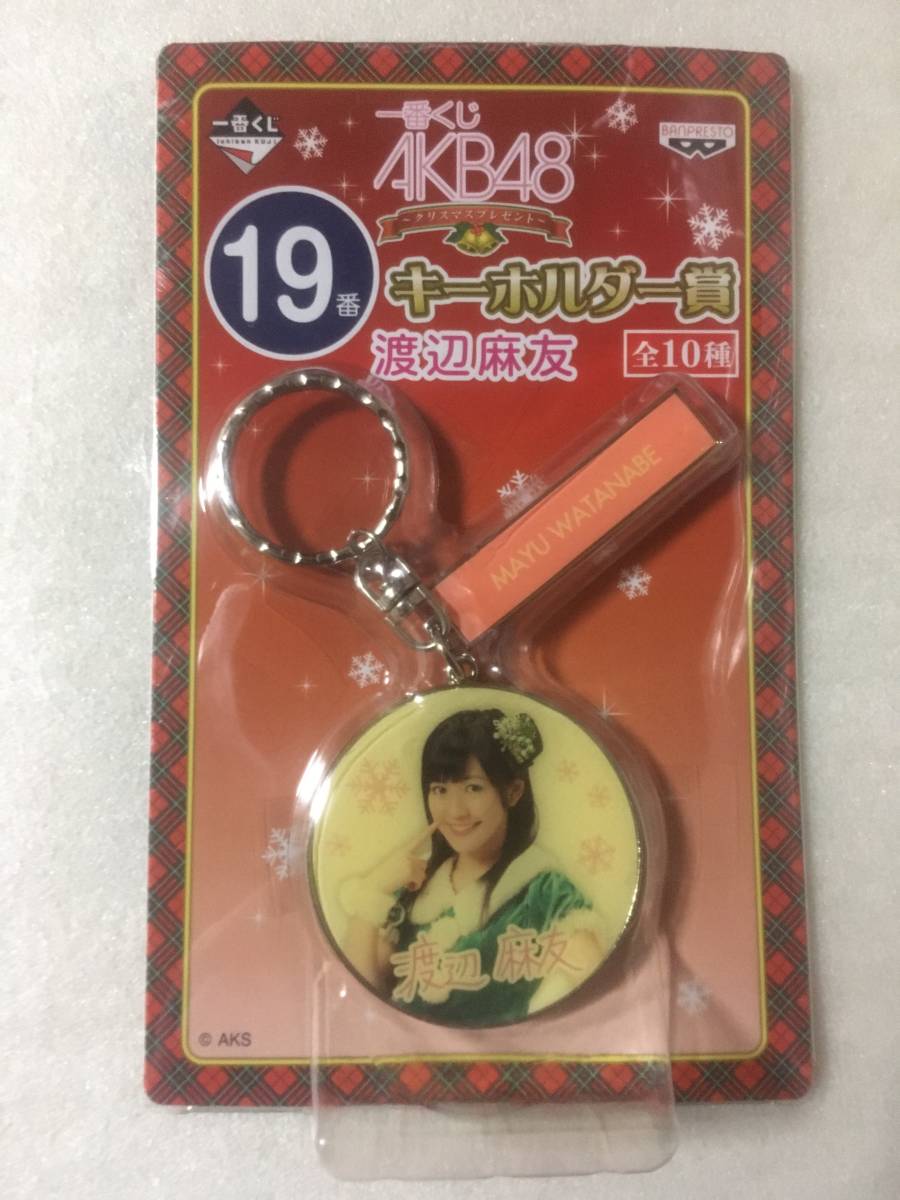 一番くじ
Ichiban KUJI
一番くじ
AKB48
～クリスマスプレゼント～
BANPRESTO
19番
キーホルダー賞
渡辺麻友
全10種
MAYU WATANABE
渡辺 麻友
© AKS